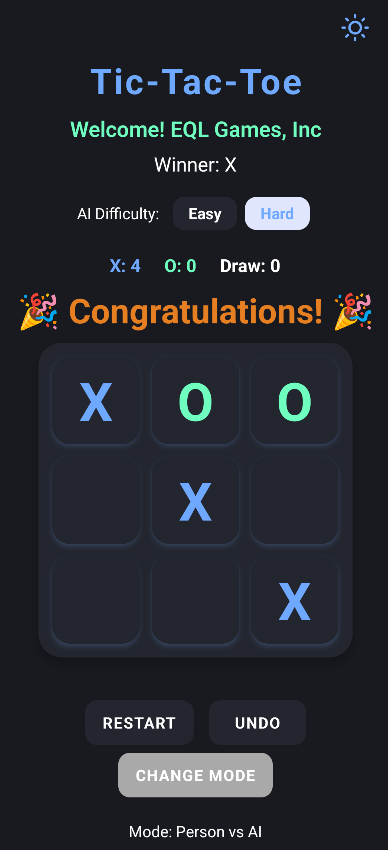 Tic-Tac-Toe
Welcome! EQL Games, Inc
Winner: X
AI Difficulty: Easy Hard
X: 4 O: 0 Draw: 0
🎉 Congratulations! 🎉
X O O
X
X
RESTART UNDO
CHANGE MODE
Mode: Person vs AI